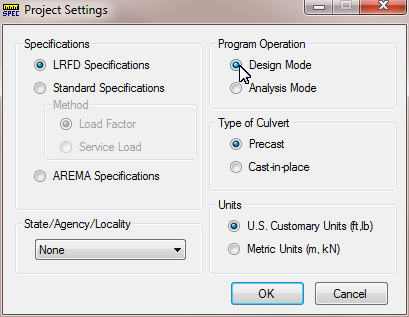 SPEC
Project Settings
Specifications
LRFD Specifications
Standard Specifications
Method
Load Factor
Service Load
AREMA Specifications
State/Agency/Locality
None
Program Operation
Design Mode
Analysis Mode
Type of Culvert
Precast
Cast-in-place
Units
U.S. Customary Units (ft,lb)
Metric Units (m, kN)
OK
Cancel